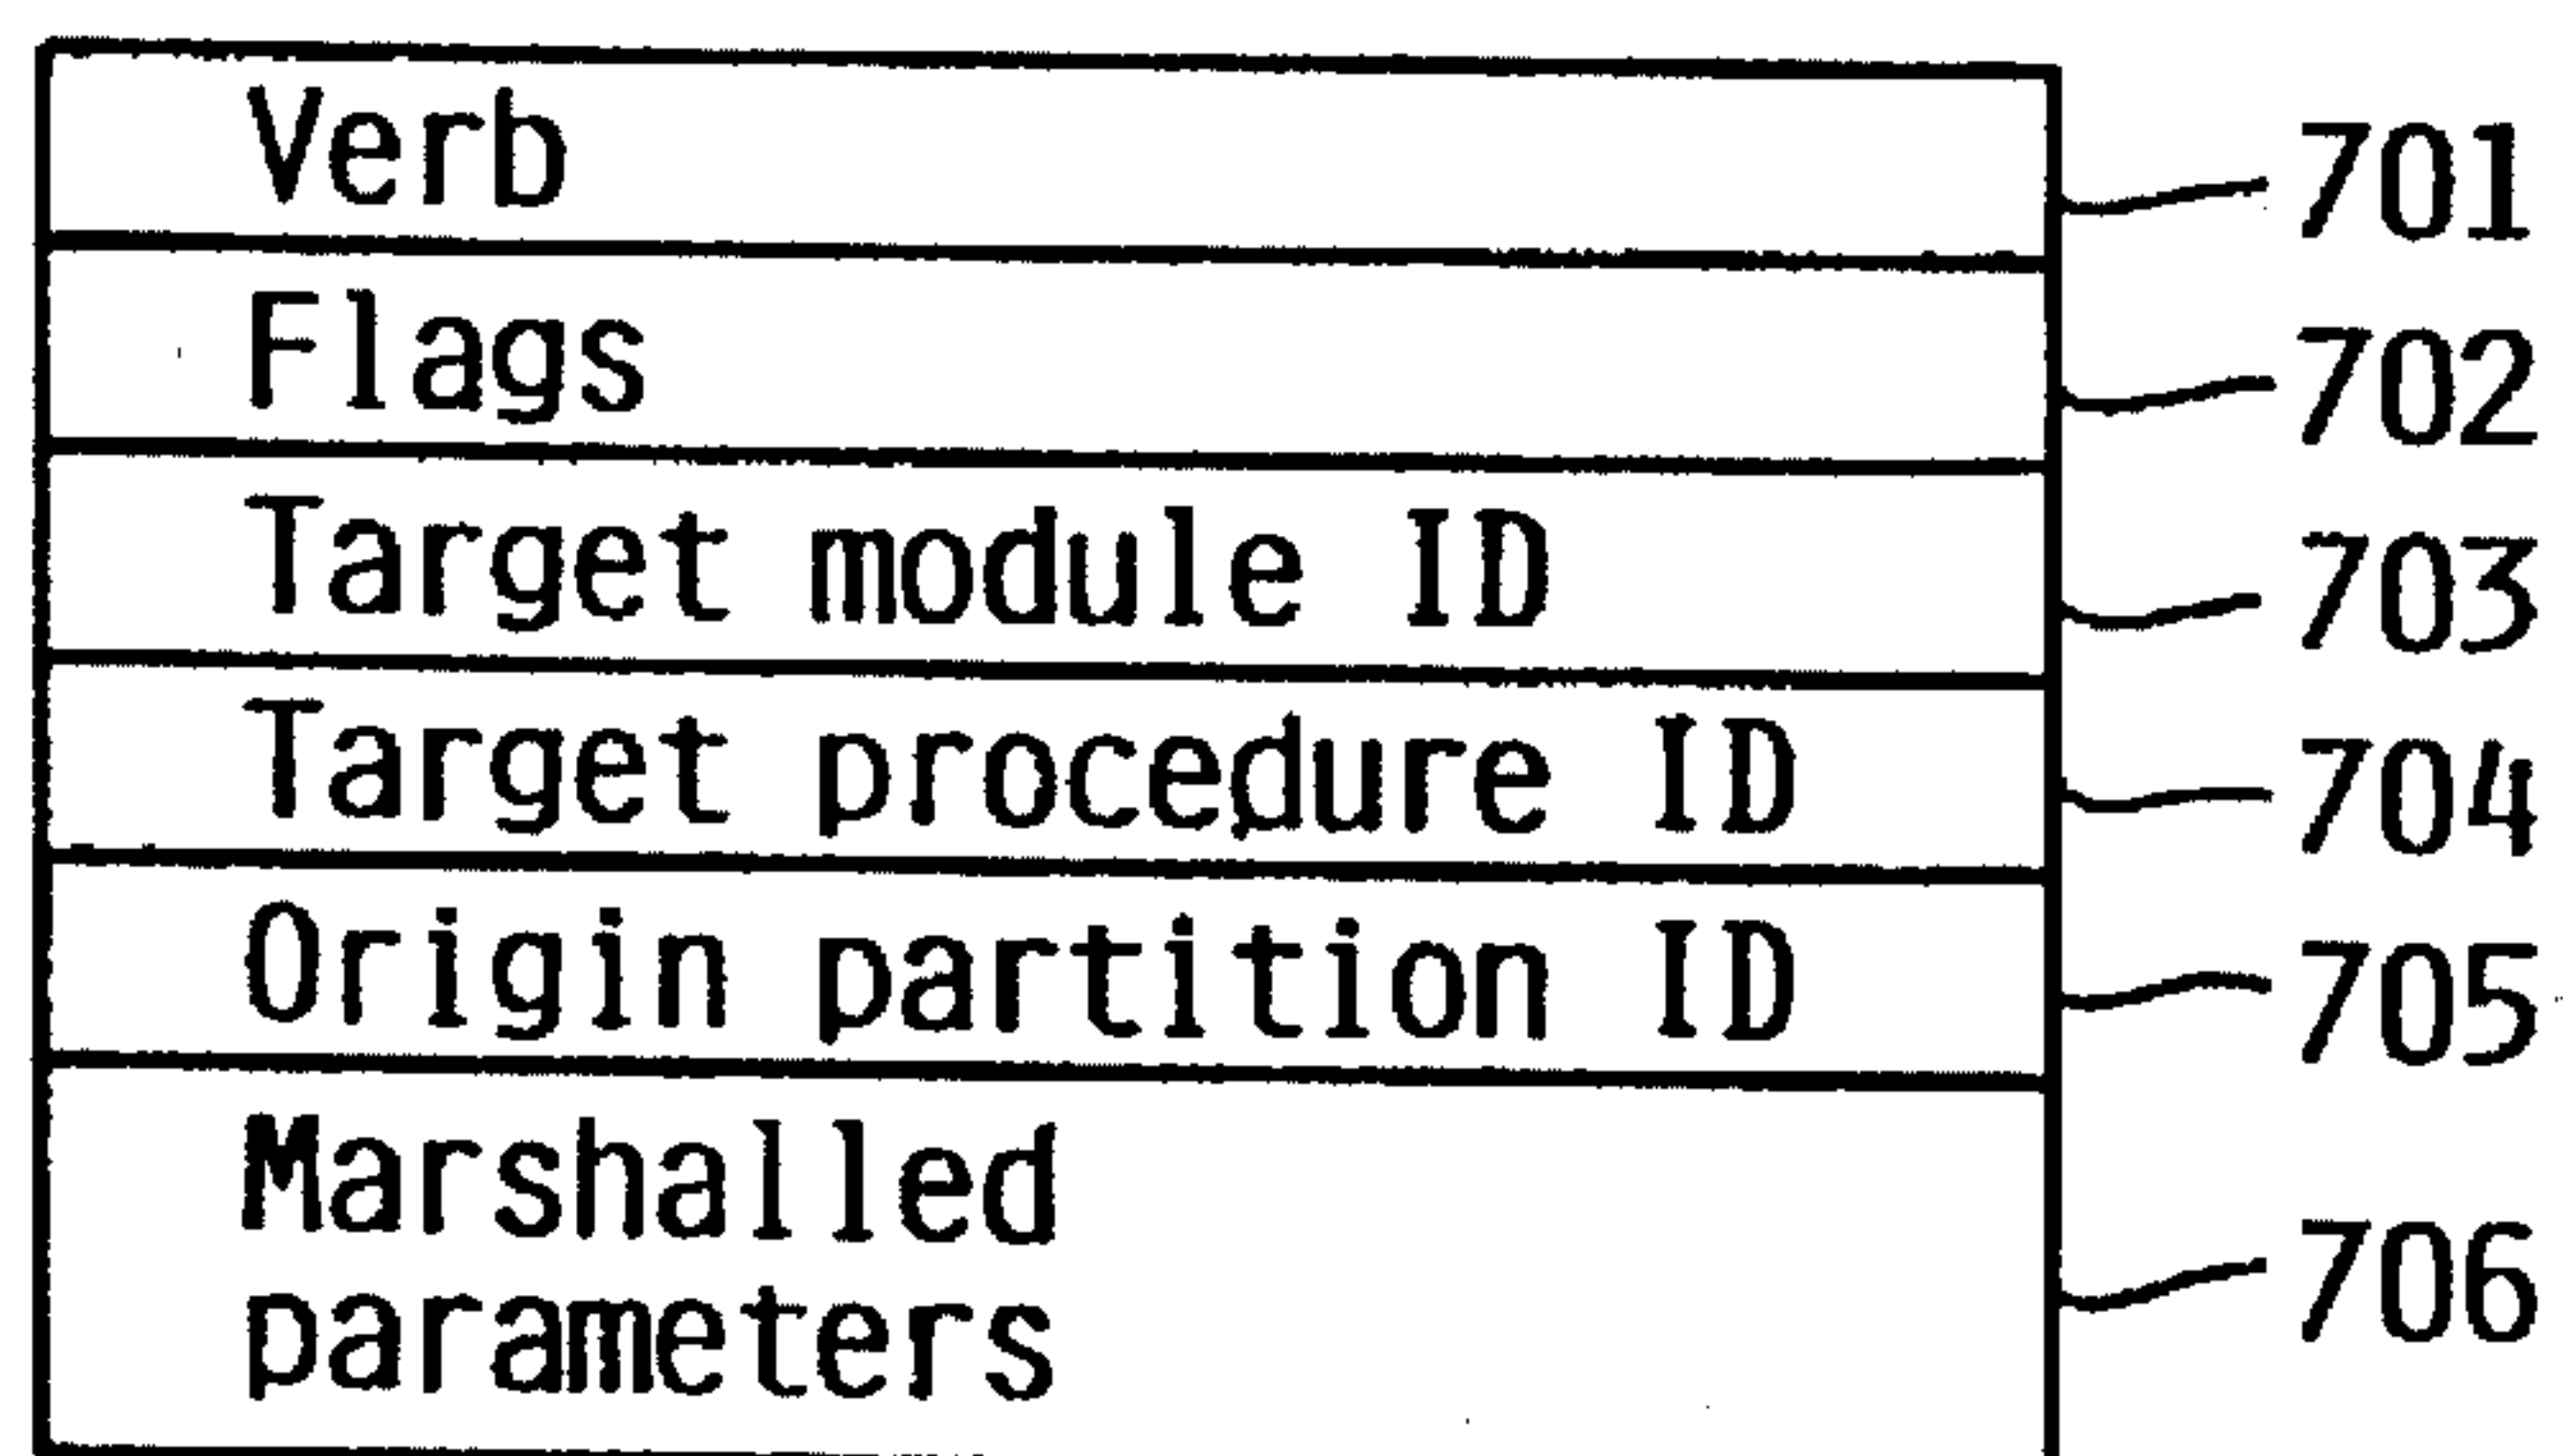 Verb 701
Flags 702
Target module ID 703
Target procedure ID 704
Origin partition ID 705
Marshalled
parameters 706